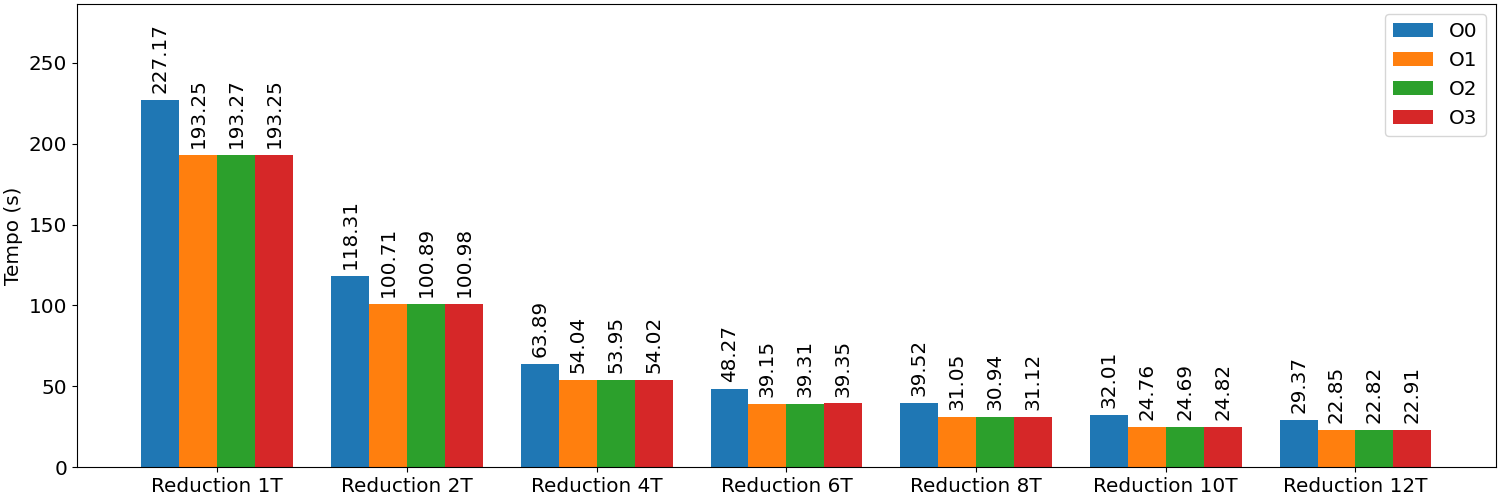 Tempo (s)
250
200
150
100
50
0
227.17
193.25
193.27
193.25
118.31
100.71
100.89
100.98
63.89
54.04
53.95
54.02
48.27
39.15
39.31
39.35
39.52
31.05
30.94
31.12
32.01
24.76
24.69
24.82
29.37
22.85
22.82
22.91
O0
O1
O2
O3
Reduction 1T
Reduction 2T
Reduction 4T
Reduction 6T
Reduction 8T
Reduction 10T
Reduction 12T